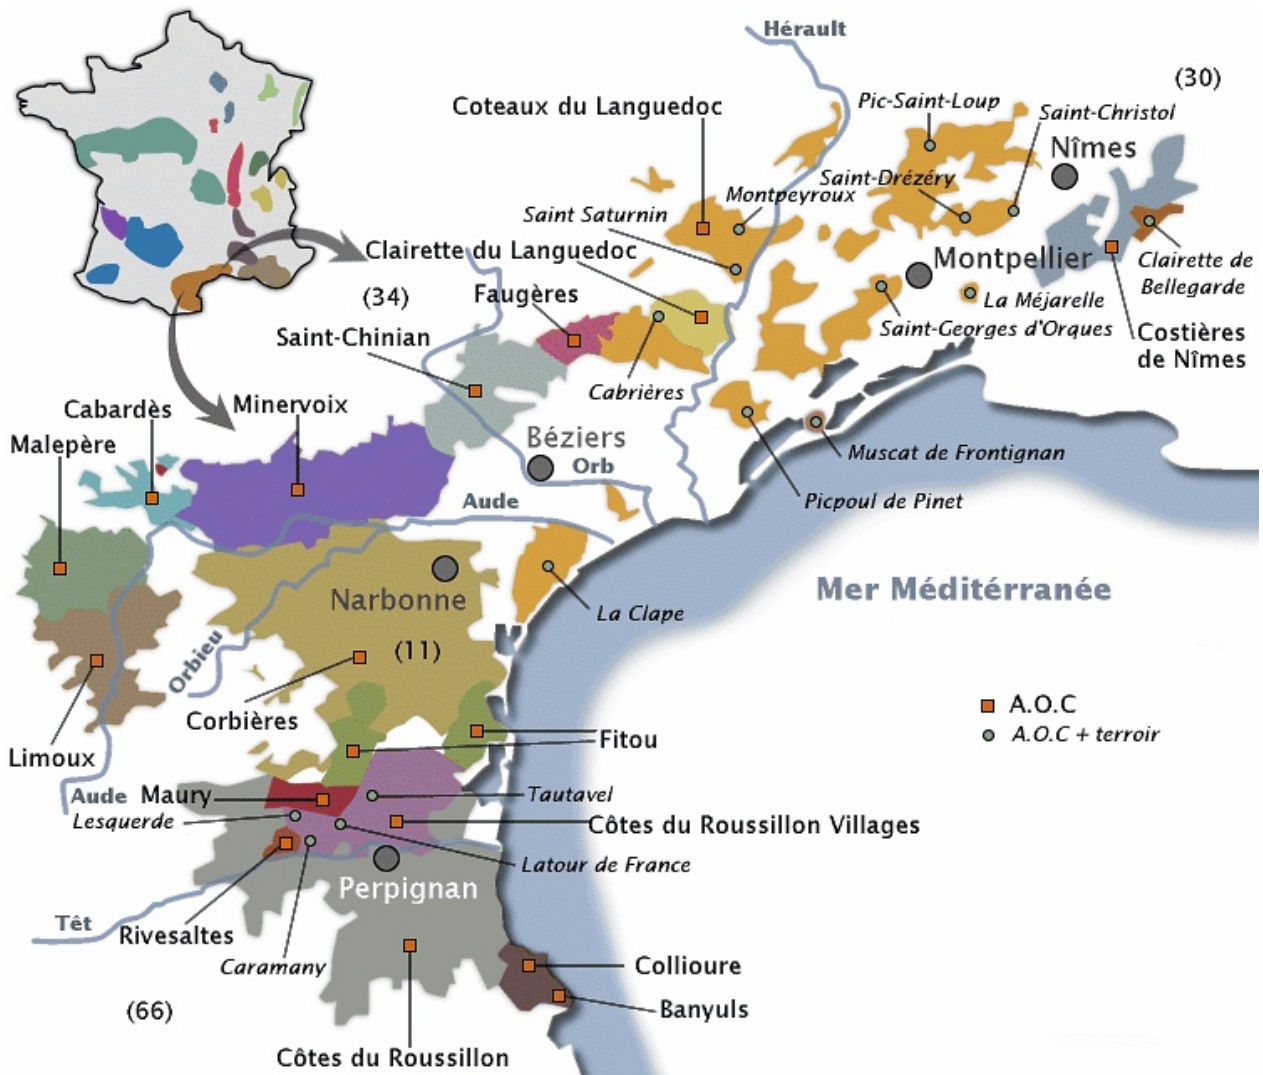 Hérault
(30)
Coteaux du Languedoc
Pic-Saint-Loup
Saint-Christol
Nîmes
Saint-Drézéry
Montpeyroux
Saint Saturnin
Clairette du Languedoc
Montpellier
Clairette de
Bellegarde
(34)
Faugères
La Méjarelle
Saint-Georges d'Orques
Costières
de Nîmes
Saint-Chinian
Cabrières
Cabardès
Minervoix
Malepère
Béziers
Orb
Muscat de Frontignan
Aude
Picpoul de Pinet
Mer Méditérranée
Narbonne
La Clape
Orbieu
(11)
Corbières
A.O.C
A.O.C + terroir
Limoux
Fitou
Aude
Maury
Tautavel
Lesquerde
Côtes du Roussillon Villages
Latour de France
Perpignan
Têt
Rivesaltes
Caramany
Collioure
Banyuls
(66)
Côtes du Roussillon